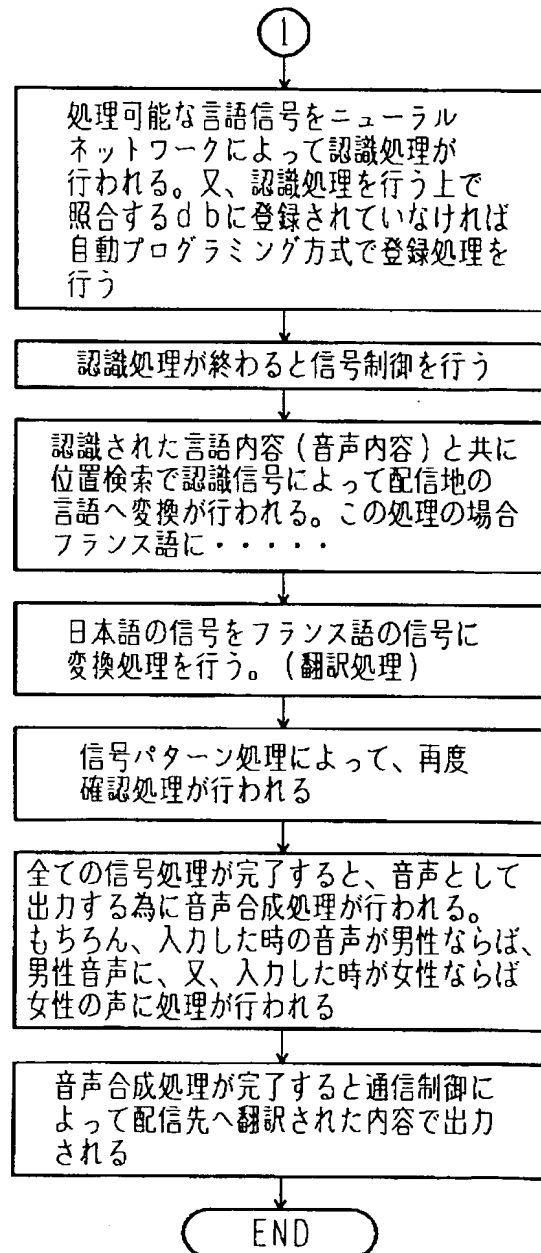 1
処理可能な言語信号をニューラル
ネットワークによって認識処理が
行われる。又、認識処理を行う上で
照合するdbに登録されていなければ
自動プログラミング方式で登録処理を
行う
認識処理が終わると信号制御を行う
認識された言語内容(音声内容)と共に
位置検索で認識信号によって配信地の
言語へ変換が行われる。この処理の場合
フランス語に・・・・・
日本語の信号をフランス語の信号に
変換処理を行う。(翻訳処理)
信号パターン処理によって、再度
確認処理が行われる
全ての信号処理が完了すると、音声として
出力する為に音声合成処理が行われる。
もちろん、入力した時の音声が男性ならば、
男性音声に、又、入力した時が女性ならば
女性の声に処理が行われる
音声合成処理が完了すると通信制御に
よって配信先へ翻訳された内容で出力
される
END